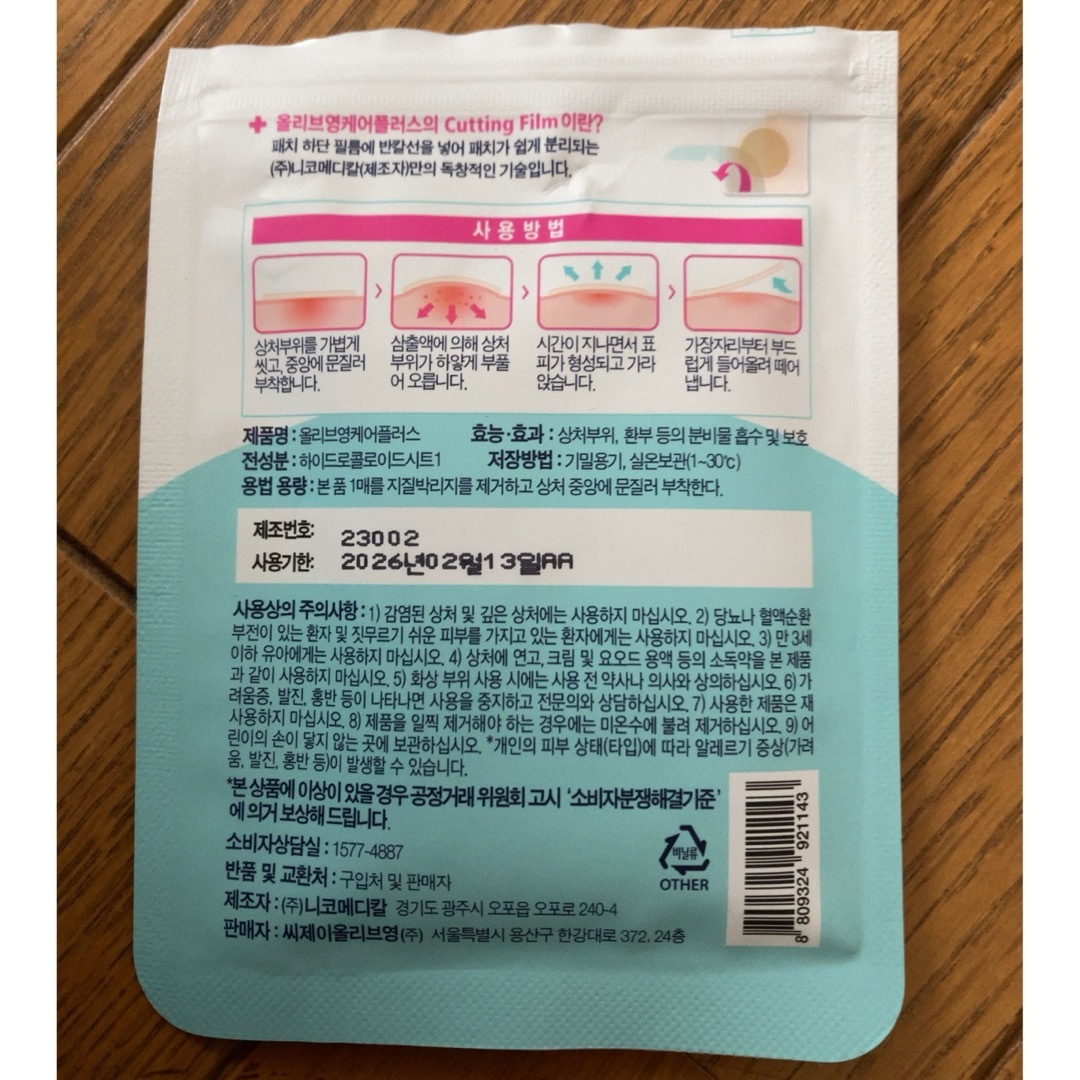 올리브영케어플러스의 Cutting Film이란?
패치 하단 필름에 반칼선을 넣어 패치가 쉽게 분리되는
(주)니코메디칼(제조자)만의 독창적인 기술입니다.
사용방법
상처부위를 가볍게
씻고, 중앙에 문질러
부착합니다.
삼출액에 의해 상처
부위가 하얗게 부풀
어 오릅니다.
시간이 지나면서 표
피가 형성되고 가라
앉습니다.
가장자리부터 부드
럽게 들어올려 떼어
냅니다.
제품명 : 올리브영케어플러스 효능·효과 : 상처부위, 환부 등의 분비물 흡수 및 보호
전성분 : 하이드로콜로이드시트1 저장방법 : 기밀용기, 실온보관(1~30℃)
용법 용량 : 본 품 1매를 지질박리지를 제거하고 상처 중앙에 문질러 부착한다.
제조번호: 23002
사용기한: 2026년02월13일AA
사용상의 주의사항 : 1) 감염된 상처 및 깊은 상처에는 사용하지 마십시오. 2) 당뇨나 혈액순환
부전이 있는 환자 및 짓무르기 쉬운 피부를 가지고 있는 환자에게는 사용하지 마십시오. 3) 만 3세
이하 유아에게는 사용하지 마십시오. 4) 상처에 연고, 크림 및 요오드 용액 등의 소독약을 본 제품
과 같이 사용하지 마십시오. 5) 화상 부위 사용 시에는 사용 전 약사나 의사와 상의하십시오. 6) 가
려움증, 발진, 홍반 등이 나타나면 사용을 중지하고 전문의와 상담하십시오. 7) 사용한 제품은 재
사용하지 마십시오. 8) 제품을 일찍 제거해야 하는 경우에는 미온수에 불려 제거하십시오. 9) 어
린이의 손이 닿지 않는 곳에 보관하십시오. *개인의 피부 상태(타입)에 따라 알레르기 증상(가려
움, 발진, 홍반 등)이 발생할 수 있습니다.
*본 상품에 이상이 있을 경우 공정거래 위원회 고시 '소비자분쟁해결기준'
에 의거 보상해 드립니다.
소비자상담실 : 1577-4887
반품 및 교환처 : 구입처 및 판매자
제조자 : (주)니코메디칼 경기도 광주시 오포읍 오포로 240-4
판매자 : 씨제이올리브영(주) 서울특별시 용산구 한강대로 372, 24층
비닐류
OTHER
8 809324 921143